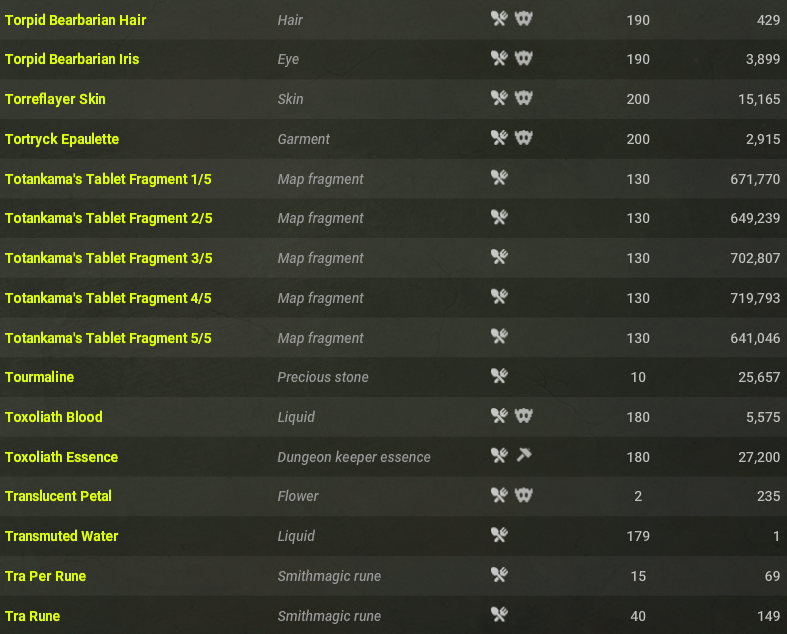 Torpid Bearbarian Hair Hair 190 429
Torpid Bearbarian Iris Eye 190 3,899
Torreflayer Skin Skin 200 15,165
Tortryck Epaulette Garment 200 2,915
Totankama's Tablet Fragment 1/5 Map fragment 130 671,770
Totankama's Tablet Fragment 2/5 Map fragment 130 649,239
Totankama's Tablet Fragment 3/5 Map fragment 130 702,807
Totankama's Tablet Fragment 4/5 Map fragment 130 719,793
Totankama's Tablet Fragment 5/5 Map fragment 130 641,046
Tourmaline Precious stone 10 25,657
Toxoliath Blood Liquid 180 5,575
Toxoliath Essence Dungeon keeper essence 180 27,200
Translucent Petal Flower 2 235
Transmuted Water Liquid 179 1
Tra Per Rune Smithmagic rune 15 69
Tra Rune Smithmagic rune 40 149